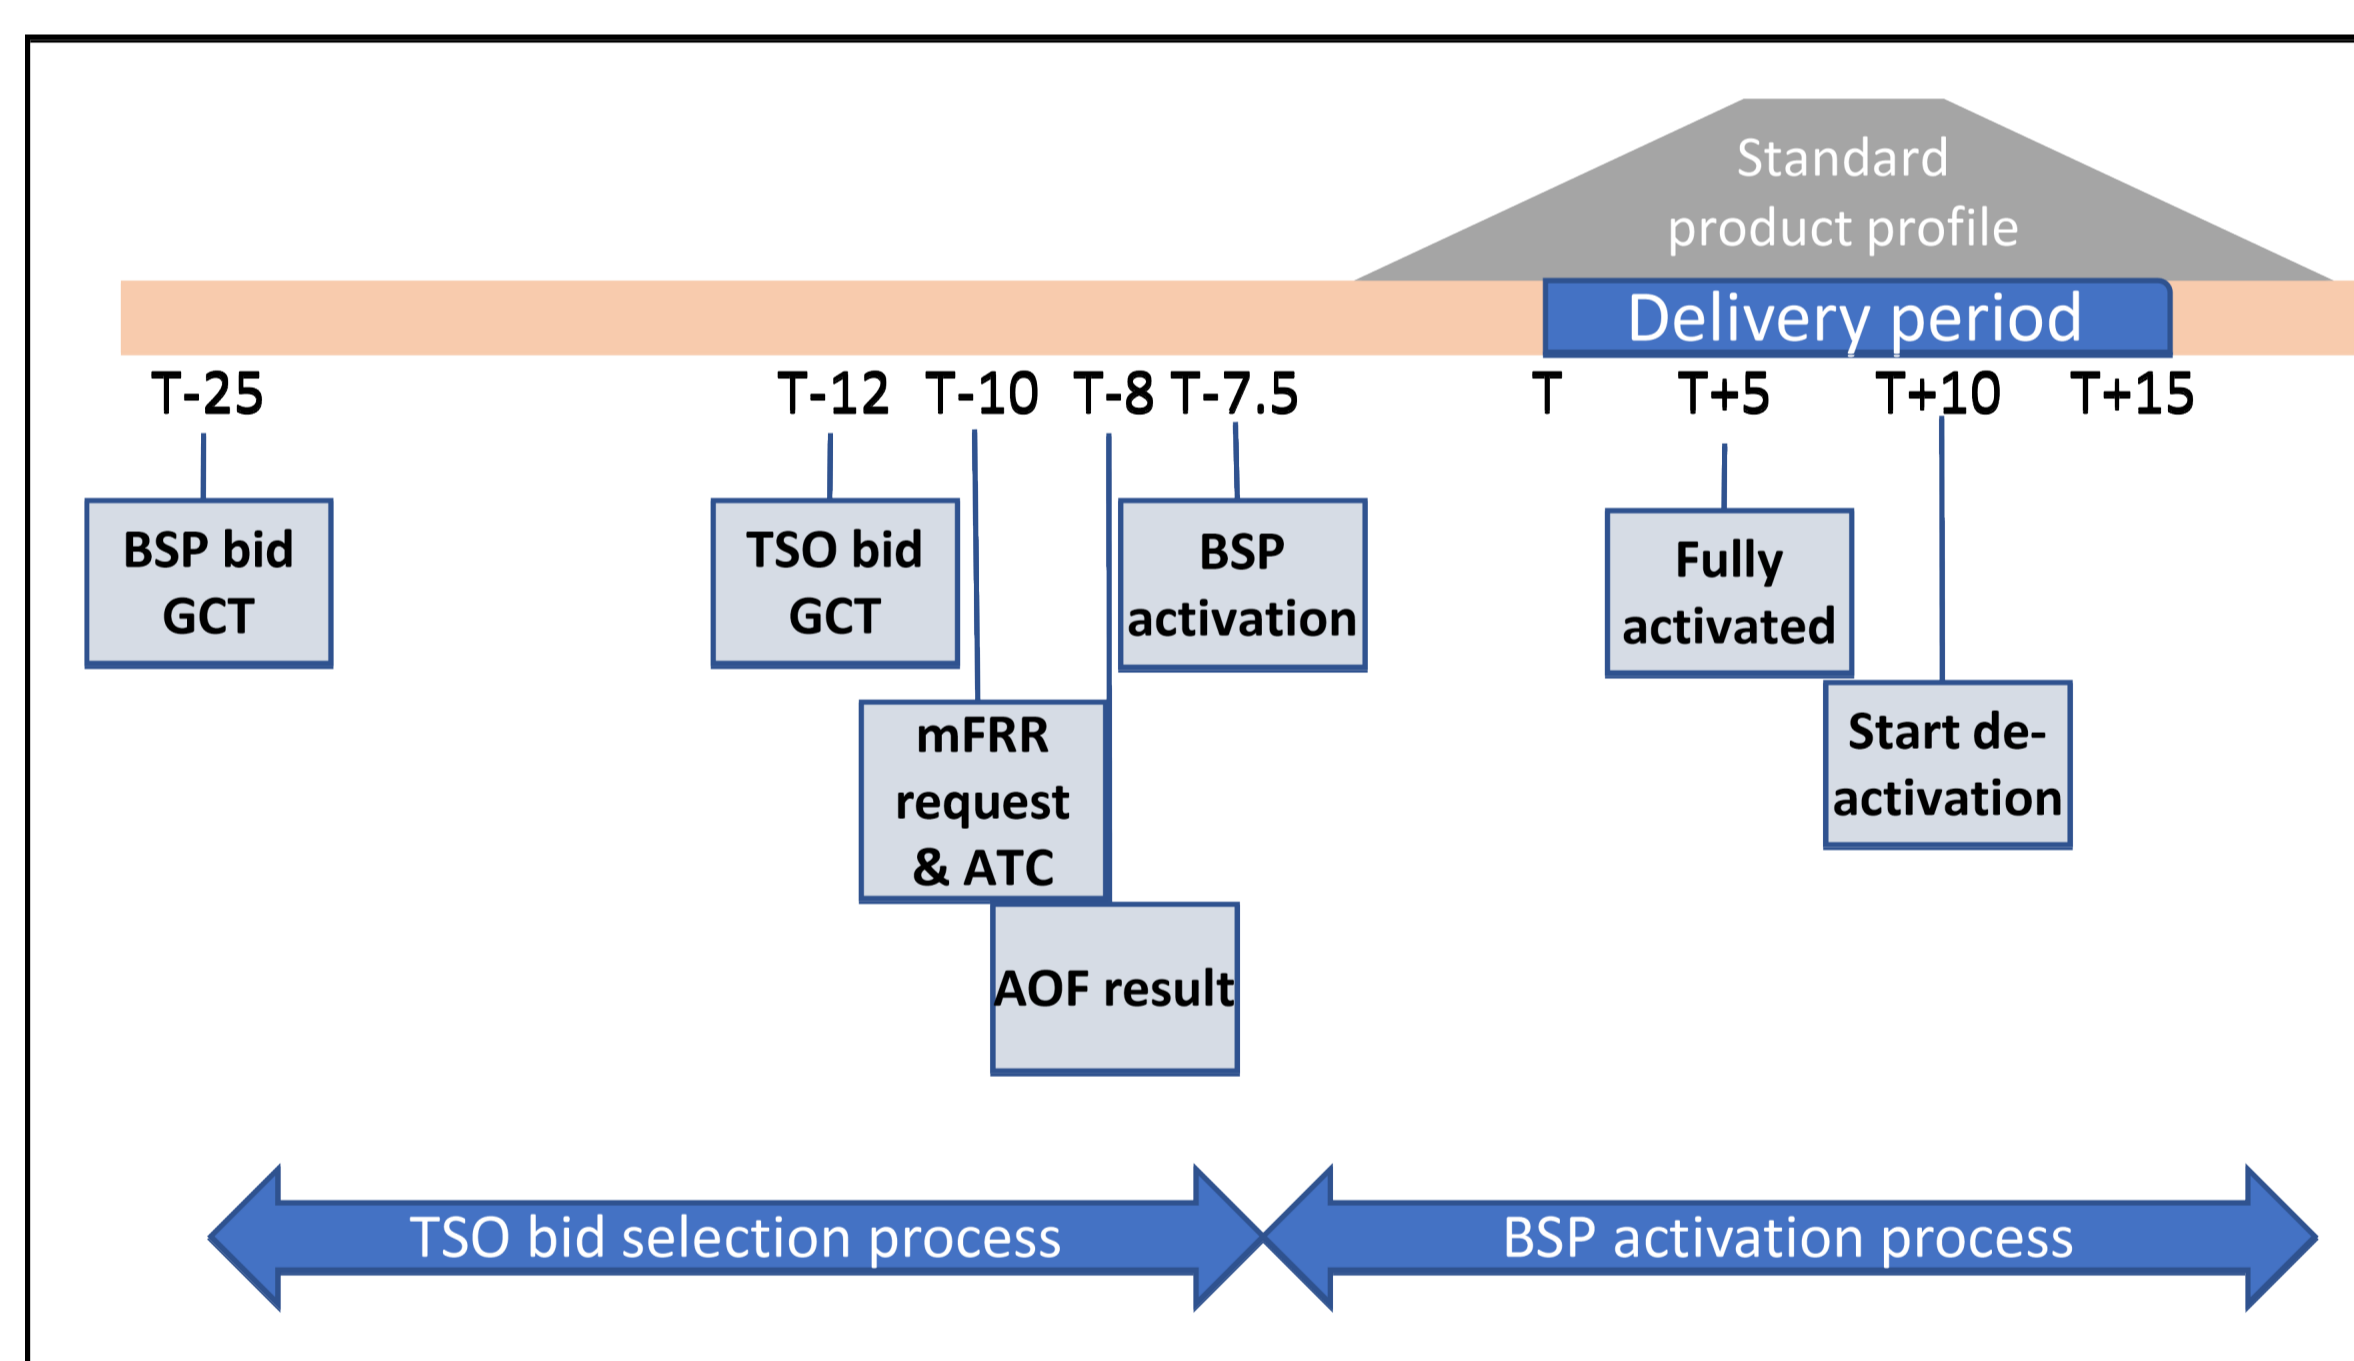 Standard
product profile
Delivery period
T-25
T-12
T-10
T-8
T-7.5
T
T+5
T+10
T+15
BSP bid
GCT
TSO bid
GCT
BSP
activation
Fully
activated
mFRR
request
& ATC
Start de-
activation
AOF result
TSO bid selection process
BSP activation process